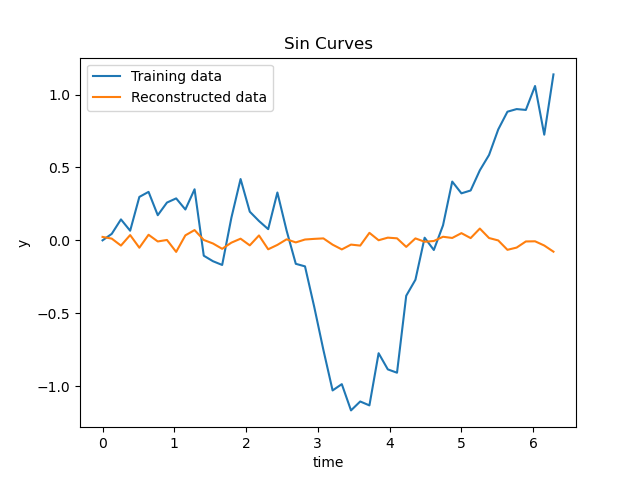 Sin Curves
Training data
Reconstructed data
1.0
0.5
0.0
−0.5
−1.0
y
0 1 2 3 4 5 6
time